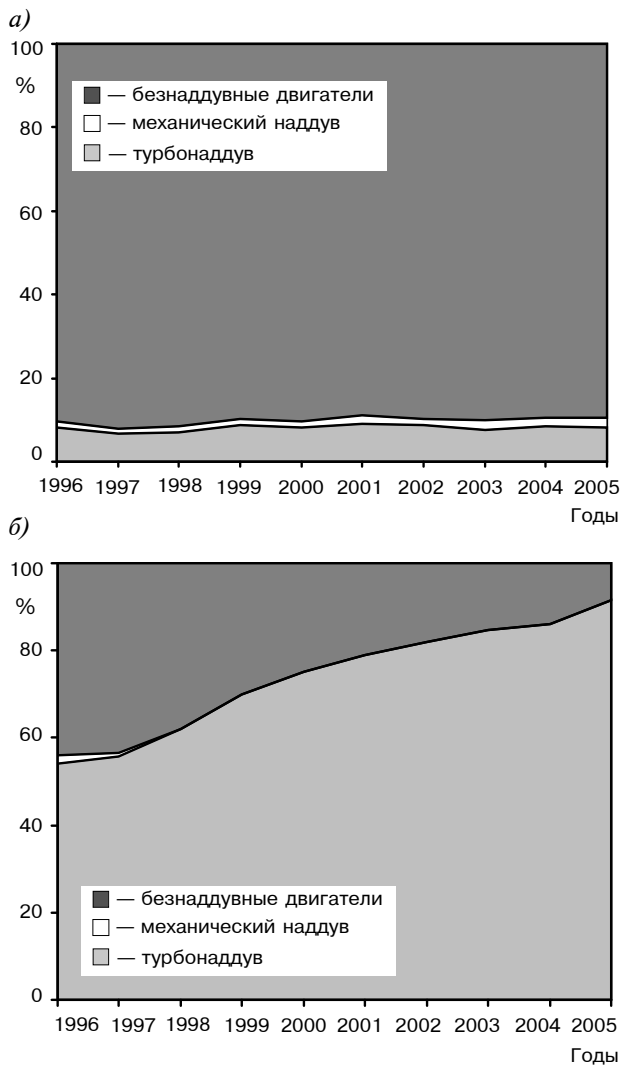 а)
100
%
80
60
40
20
0
— безнаддувные двигатели
— механический наддув
— турбонаддув
1996 1997 1998 1999 2000 2001 2002 2003 2004 2005
Годы
б)
100
%
80
60
40
20
0
— безнаддувные двигатели
— механический наддув
— турбонаддув
1996 1997 1998 1999 2000 2001 2002 2003 2004 2005
Годы